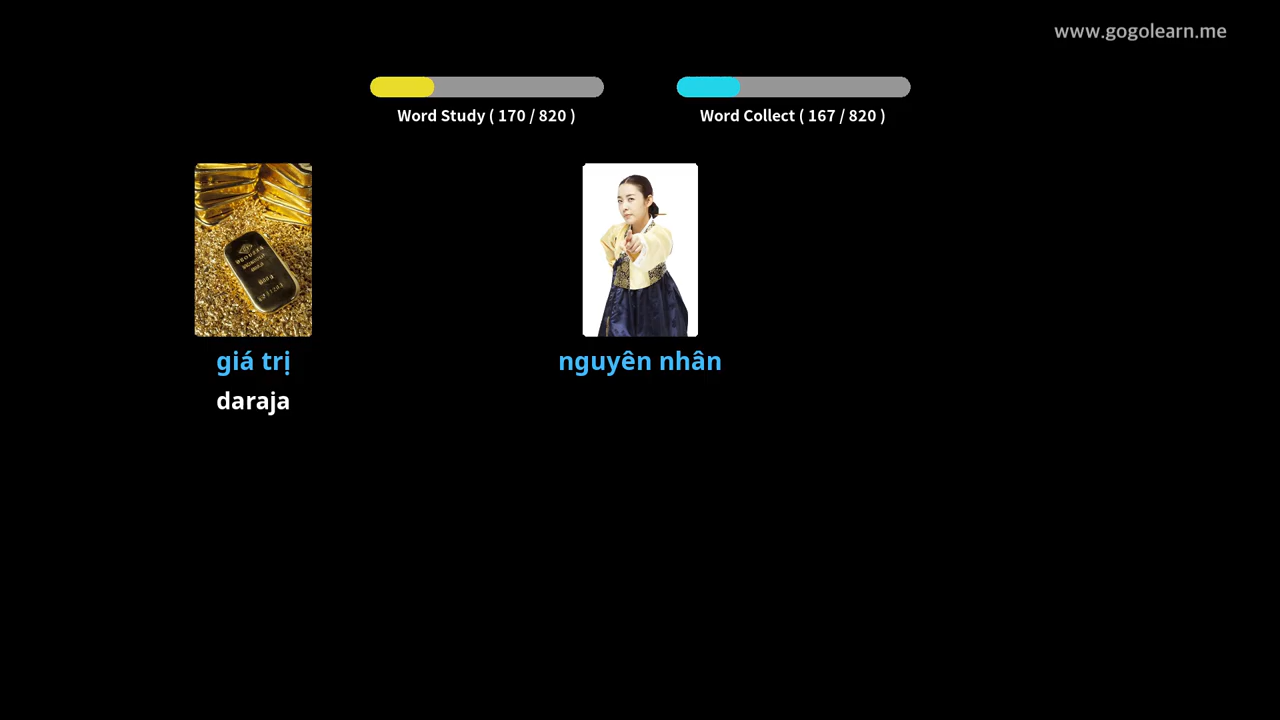 www.gogolearn.me
Word Study ( 170 / 820 )
Word Collect ( 167 / 820 )
giá trị
daraja
nguyên nhân